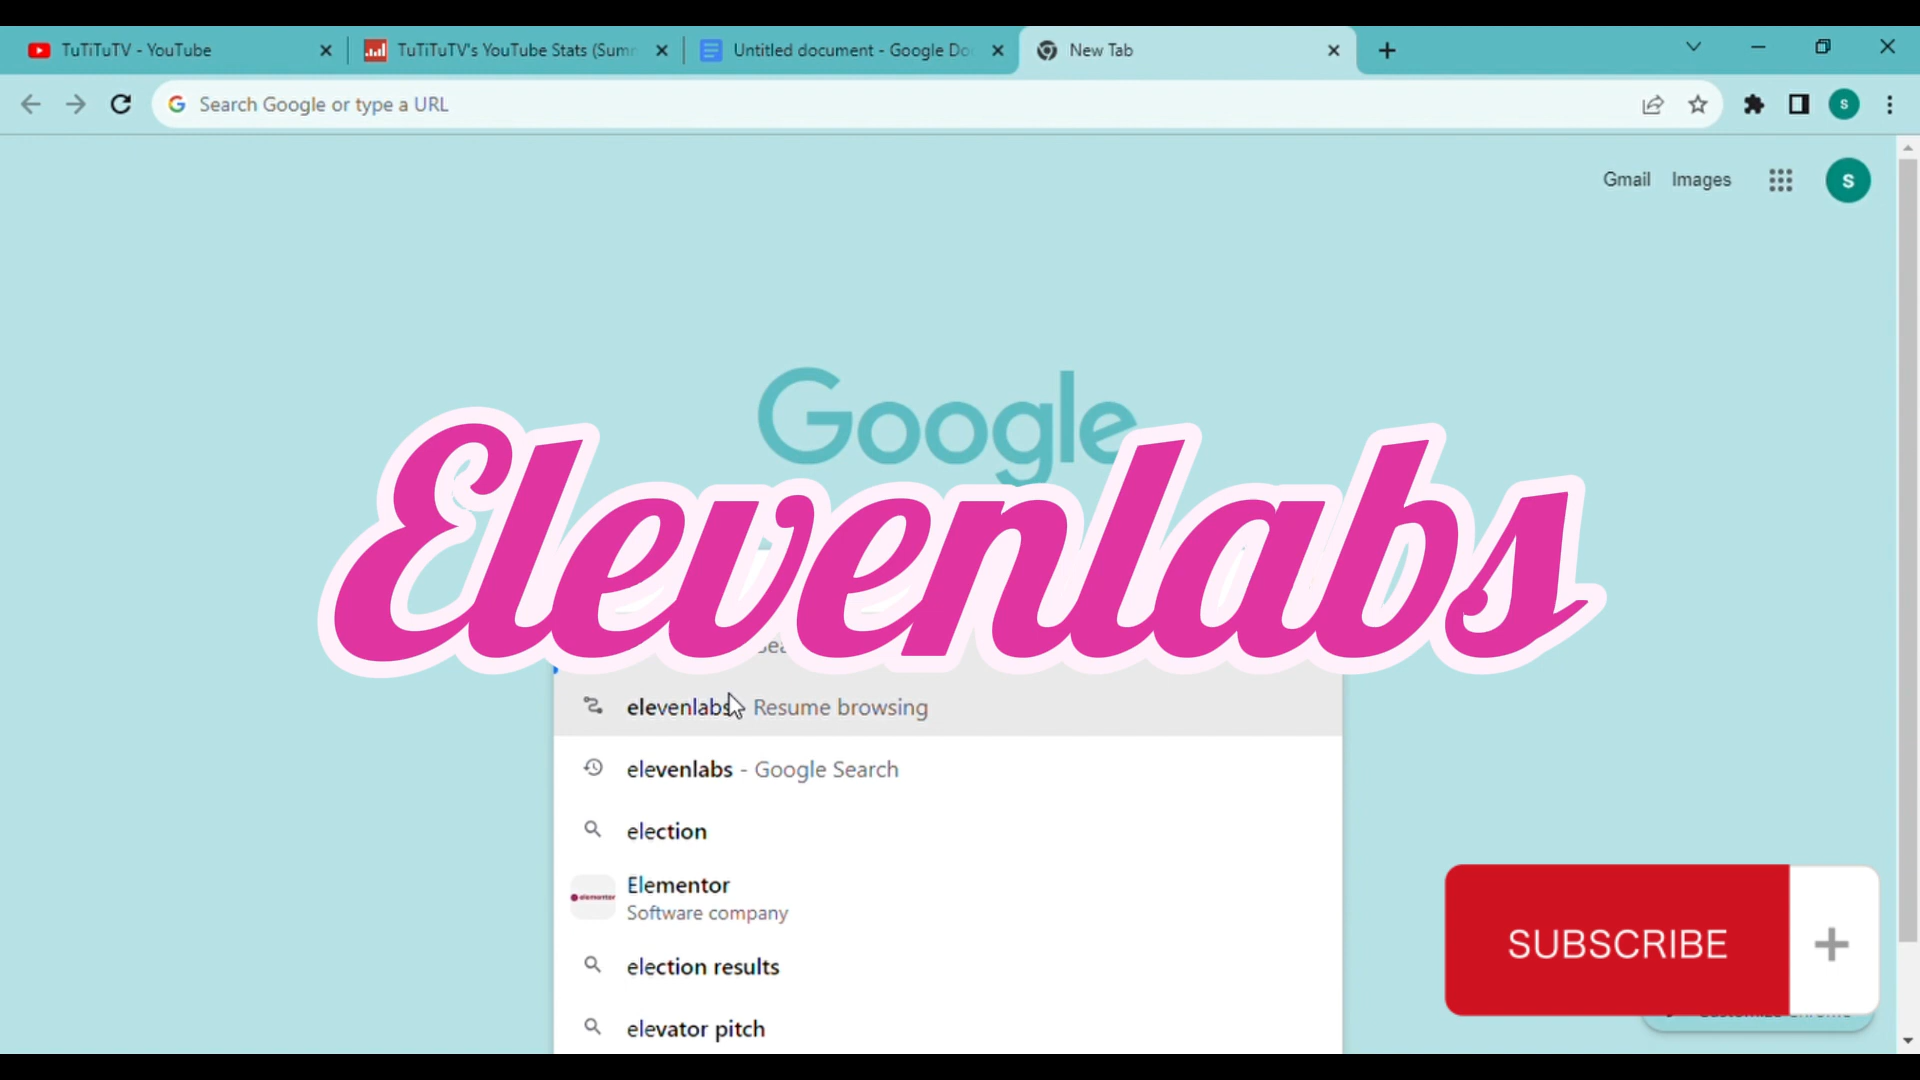 TuTiTuTV - YouTube
TuTiTuTV's YouTube Stats (Sum
Untitled document - Google Do
New Tab
Search Google or type a URL
S
Gmail Images
S
Google
Elevenlabs
elevenlabs - Resume browsing
elevenlabs - Google Search
election
Elementor
elementor
Software company
election results
elevator pitch
SUBSCRIBE +